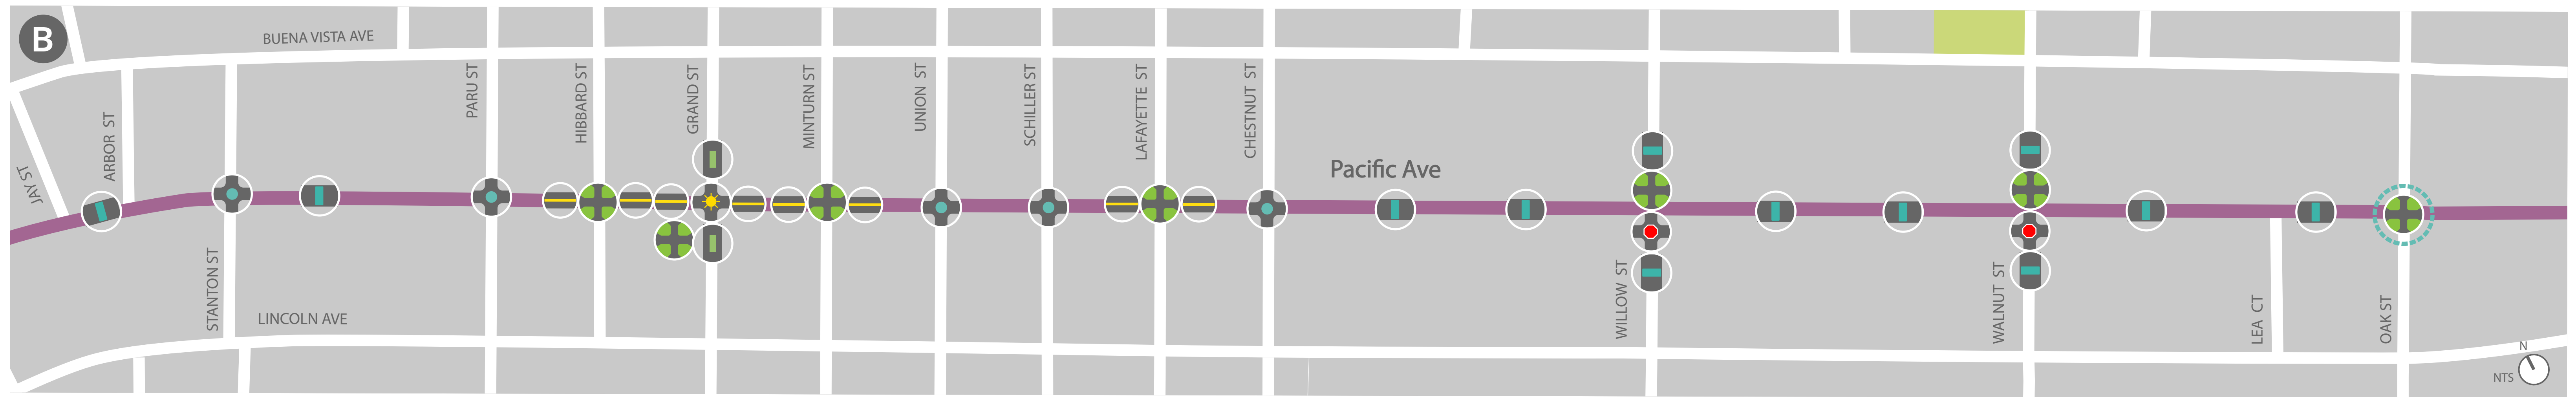 B
BUENA VISTA AVE
JAY ST
ARBOR ST
STANTON ST
LINCOLN AVE
PARU ST
HIBBARD ST
GRAND ST
MINTURN ST
UNION ST
SCHILLER ST
LAFAYETTE ST
CHESTNUT ST
Pacific Ave
WILLOW ST
WALNUT ST
LEA CT
OAK ST
N
NTS